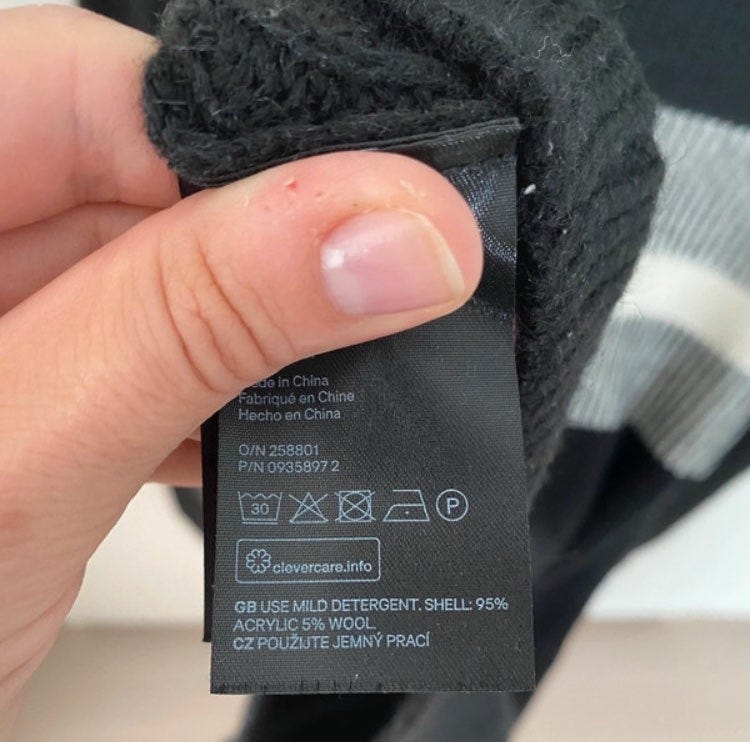 in China
Fabriqué en Chine
Hecho en China
O/N 258801
P/N 0935897 2
30 P
clevercare.info
GB USE MILD DETERGENT. SHELL: 95%
ACRYLIC 5% WOOL.
CZ POUŽIJTE JEMNÝ PRACÍ